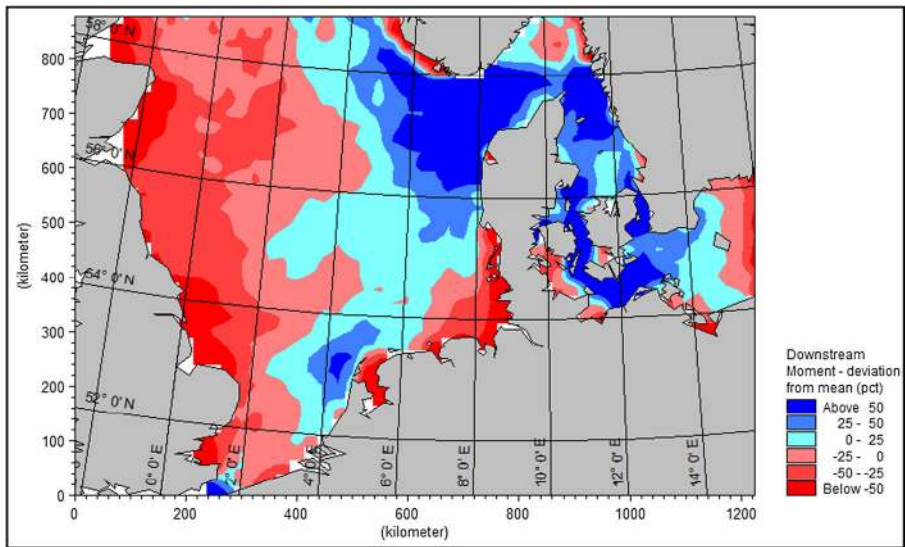 58° 0' N
56° 0' N
54° 0' N
52° 0' N
0° 0' E
2° 0' E
4° 0' E
6° 0' E
8° 0' E
10° 0' E
12° 0' E
14° 0' E
800
700
600
500
400
300
200
100
0
(kilometer)
0
200
400
600
800
1000
1200
(kilometer)
Downstream
Moment - deviation
from mean (pct)
Above 50
25 - 50
0 - 25
-25 - 0
-50 - -25
Below -50